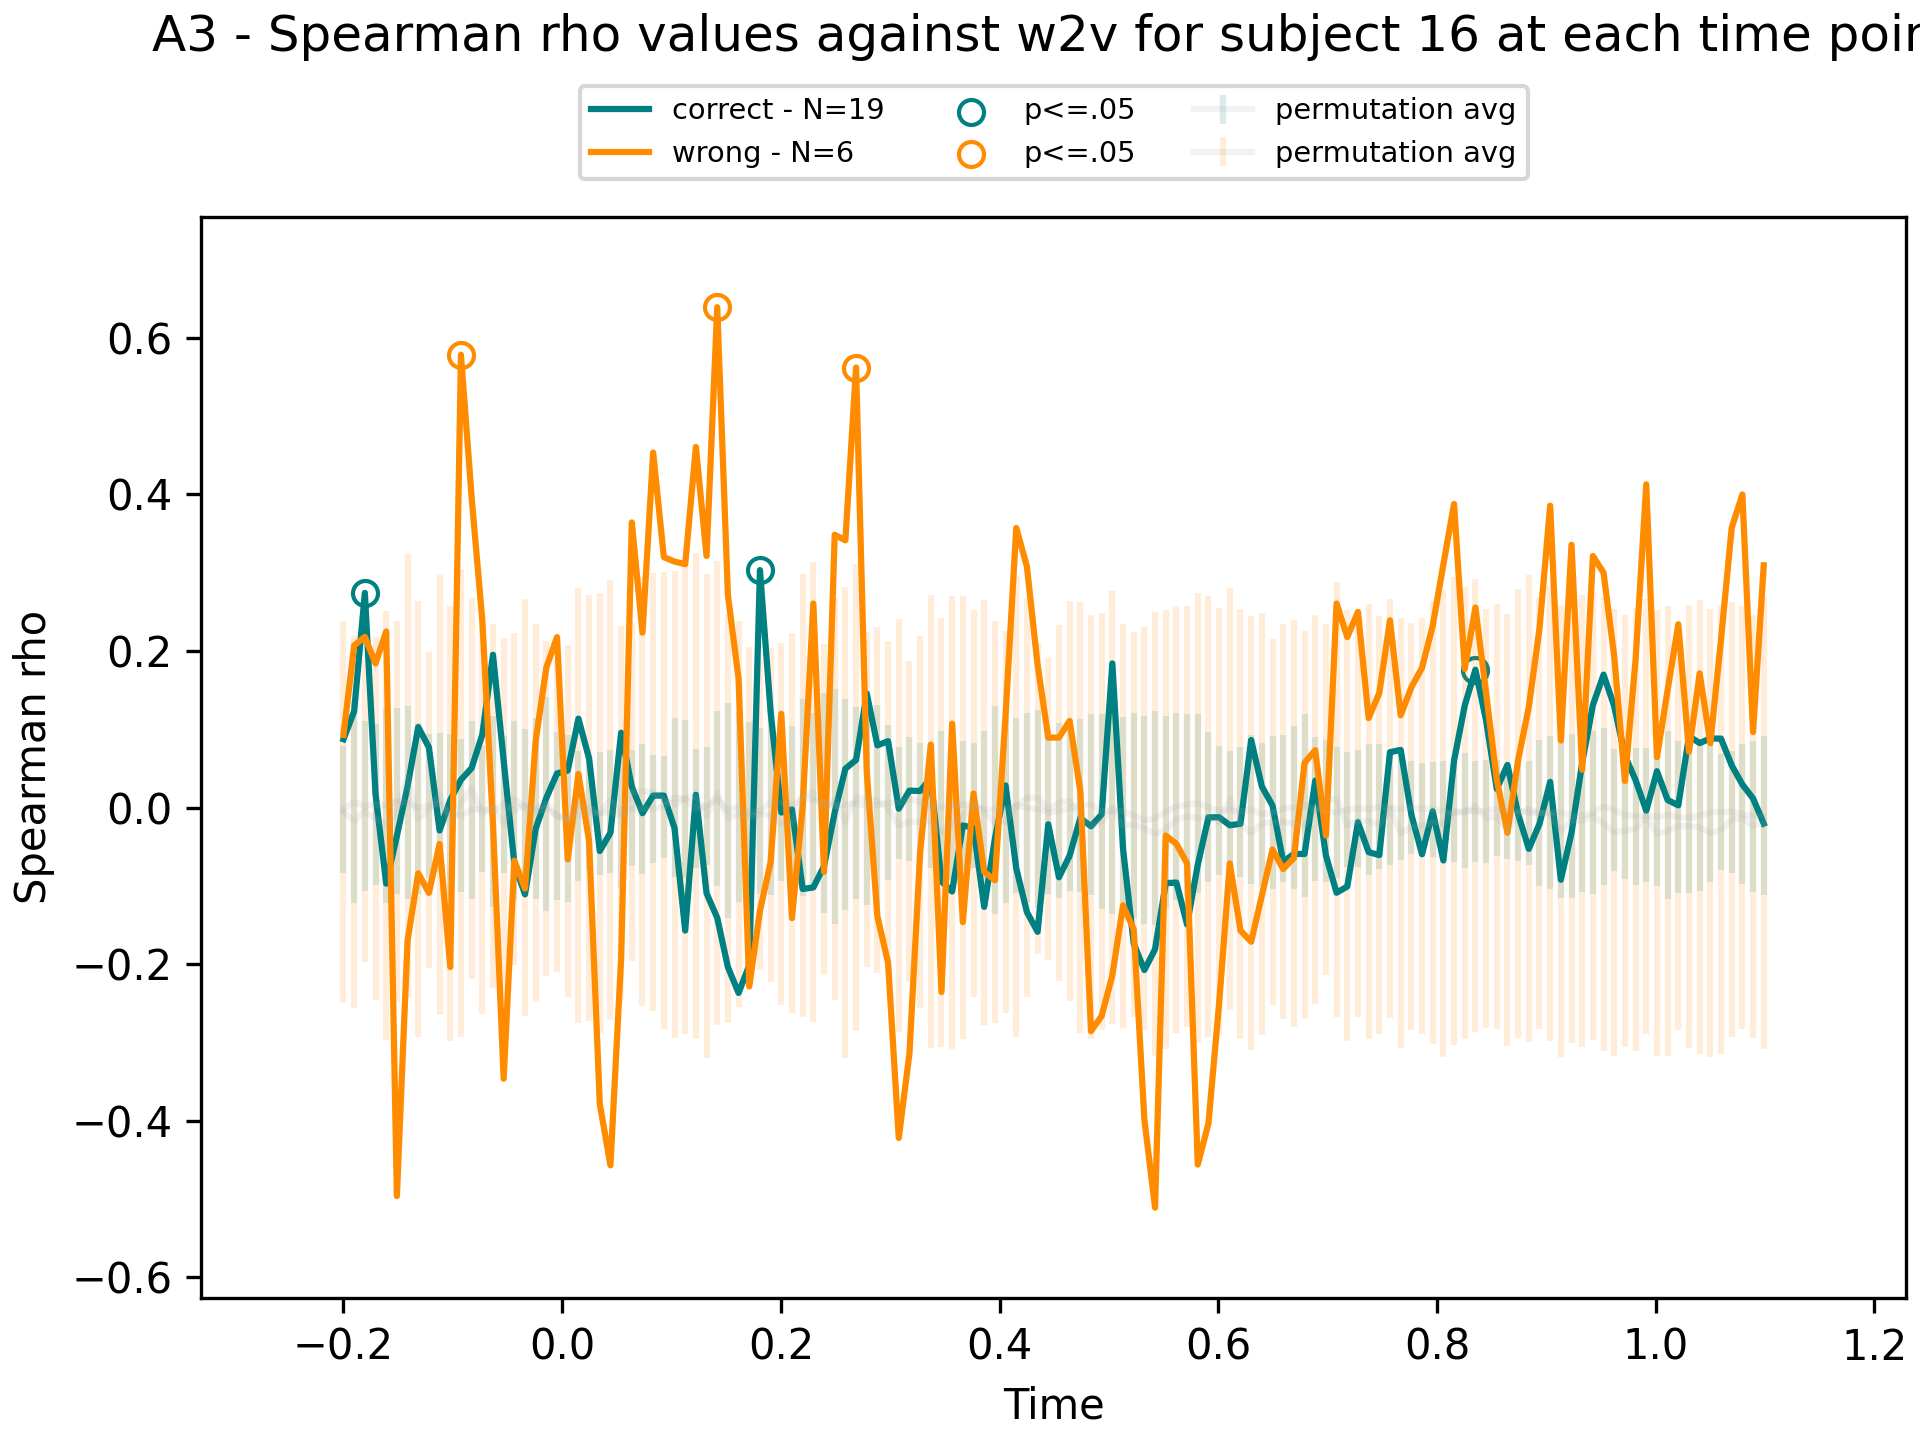 A3 - Spearman rho values against w2v for subject 16 at each time poin
correct - N=19
wrong - N=6
p<=.05
p<=.05
permutation avg
permutation avg
Spearman rho
0.6
0.4
0.2
0.0
−0.2
−0.4
−0.6
−0.2 0.0 0.2 0.4 0.6 0.8 1.0 1.2
Time